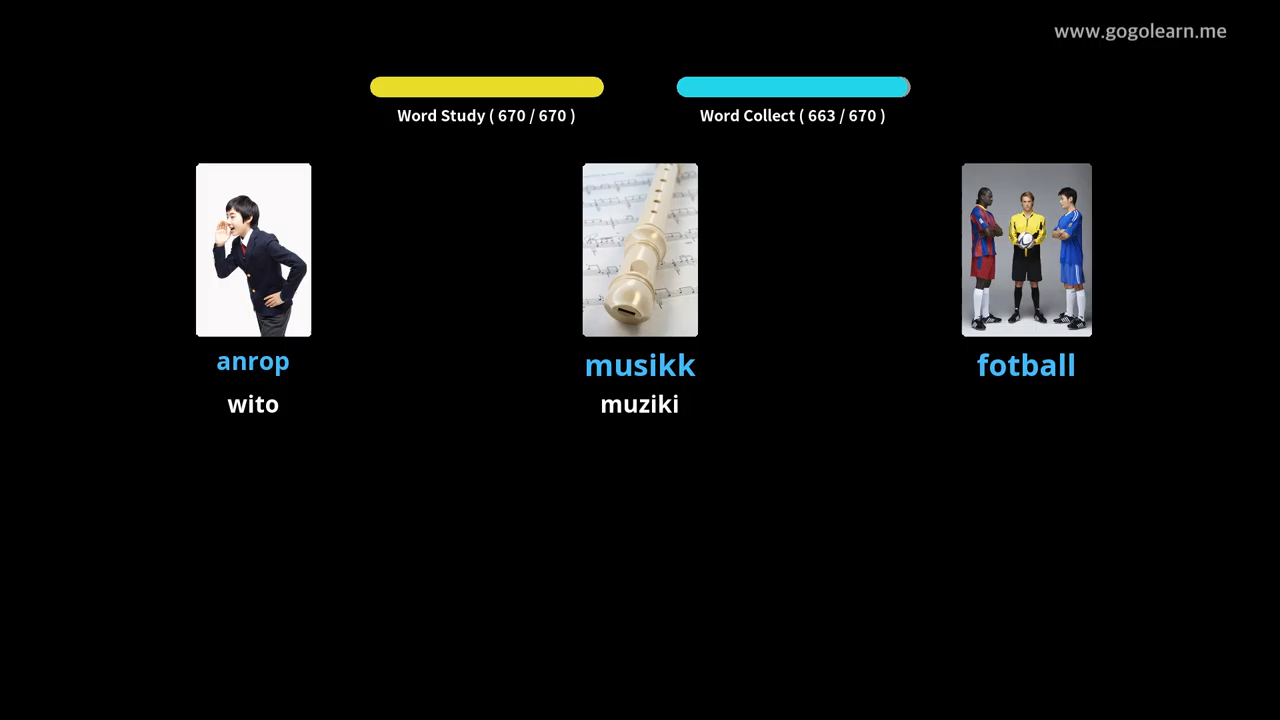 www.gogolearn.me
Word Study ( 670 / 670 )
Word Collect ( 663 / 670 )
anrop
musikk
fotball
wito
muziki